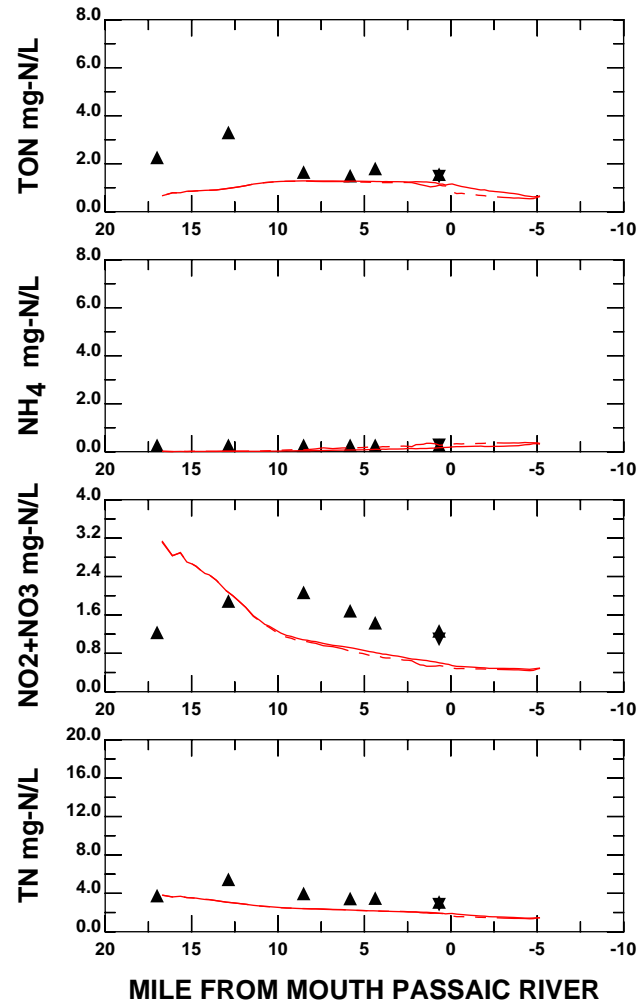 TON mg-N/L
8.0
6.0
4.0
2.0
0.0
20 15 10 5 0 -5 -10
NH4 mg-N/L
8.0
6.0
4.0
2.0
0.0
20 15 10 5 0 -5 -10
NO2+NO3 mg-N/L
4.0
3.2
2.4
1.6
0.8
0.0
20 15 10 5 0 -5 -10
TN mg-N/L
20.0
16.0
12.0
8.0
4.0
0.0
20 15 10 5 0 -5 -10
MILE FROM MOUTH PASSAIC RIVER